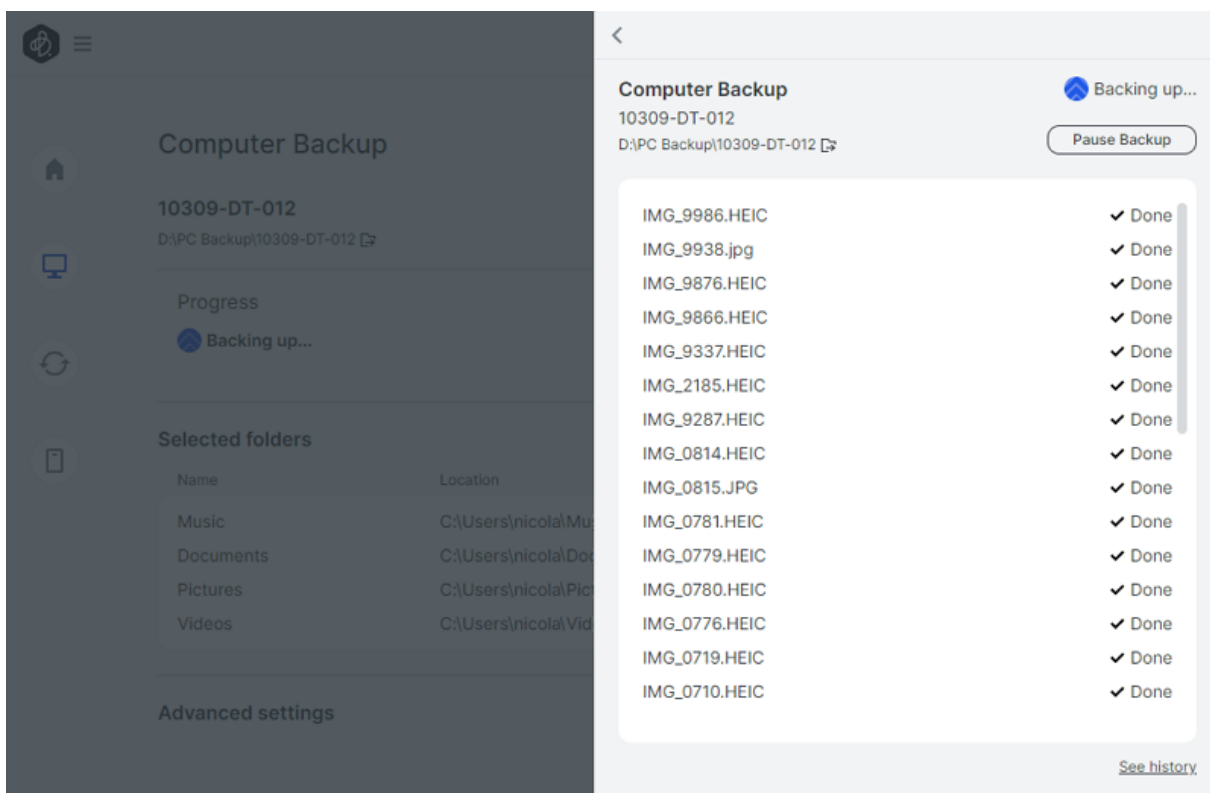 Computer Backup
10309-DT-012
D:\PC Backup\10309-DT-012
Progress
Backing up...
Selected folders
Name Location
Music C:\Users\nicola\Mu
Documents C:\Users\nicola\Do
Pictures C:\Users\nicola\Pic
Videos C:\Users\nicola\Vid
Advanced settings
Computer Backup
Backing up...
10309-DT-012
D:\PC Backup\10309-DT-012
Pause Backup
IMG_9986.HEIC Done
IMG_9938.jpg Done
IMG_9876.HEIC Done
IMG_9866.HEIC Done
IMG_9337.HEIC Done
IMG_2185.HEIC Done
IMG_9287.HEIC Done
IMG_0814.HEIC Done
IMG_0815.JPG Done
IMG_0781.HEIC Done
IMG_0779.HEIC Done
IMG_0780.HEIC Done
IMG_0776.HEIC Done
IMG_0719.HEIC Done
IMG_0710.HEIC Done
See history